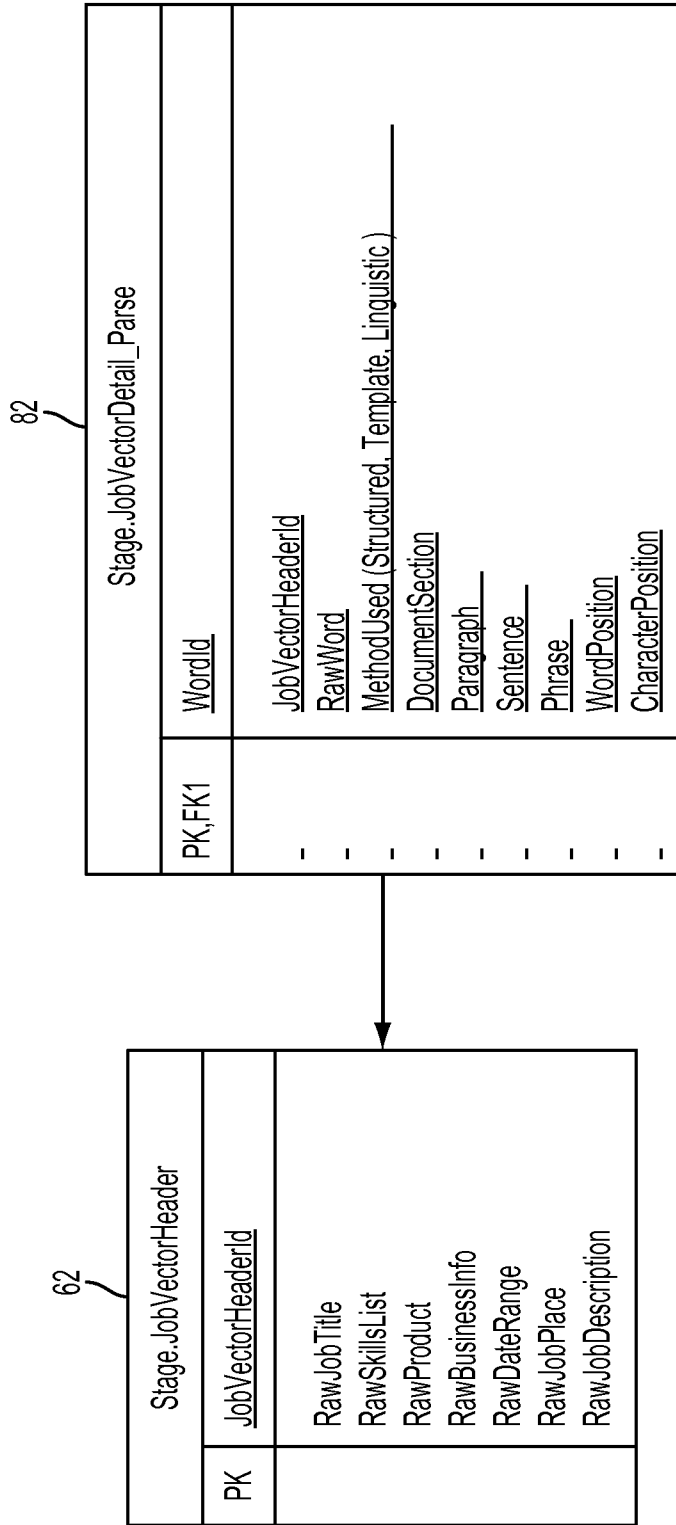 62
Stage.JobVectorHeader
PK JobVectorHeaderId
RawJobTitle
RawSkillsList
RawProduct
RawBusinessInfo
RawDateRange
RawJobPlace
RawJobDescription
82
Stage.JobVectorDetail_Parse
PK,FK1 WordId
- JobVectorHeaderId
- RawWord
- MethodUsed (Structured, Template, Linquistic )
- DocumentSection
- Paragraph
- Sentence
- Phrase
- WordPosition
- CharacterPosition